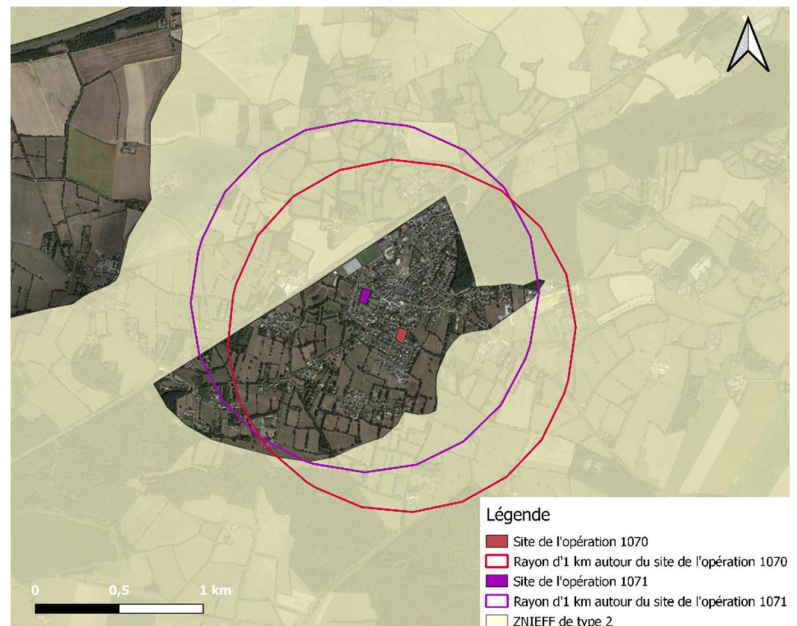 Légende
Site de l'opération 1070
Rayon d'1 km autour du site de l'opération 1070
Site de l'opération 1071
Rayon d'1 km autour du site de l'opération 1071
ZNIEFF de type 2
0 0,5 1 km